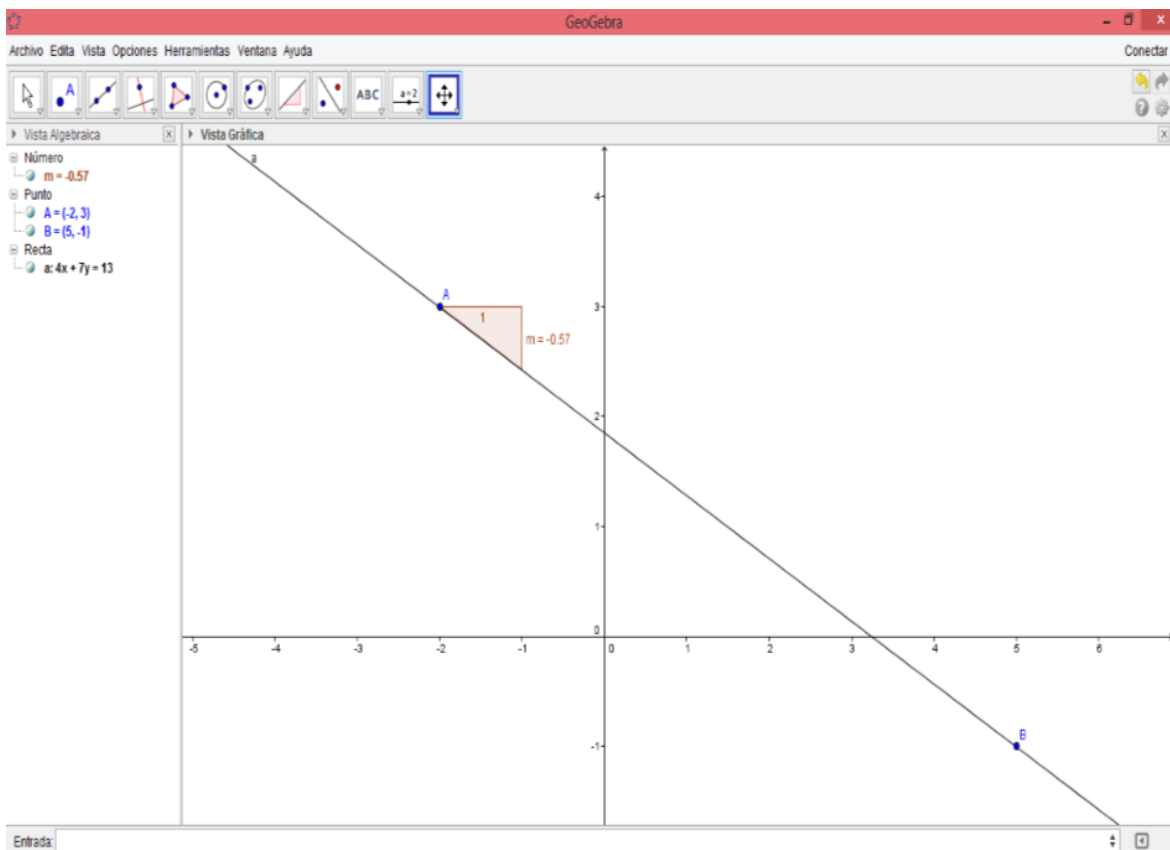 GeoGebra
Archivo Edita Vista Opciones Herramientas Ventana Ayuda
Conectar
A
ABC
a=2
Vista Algebraica
Vista Gráfica
Número
m = -0.57
Punto
A = (-2, 3)
B = (5, -1)
Recta
a: 4x + 7y = 13
a
4
A
3
1
m = -0.57
2
1
0
-5 -4 -3 -2 -1 0 1 2 3 4 5 6
B
-1
Entrada: